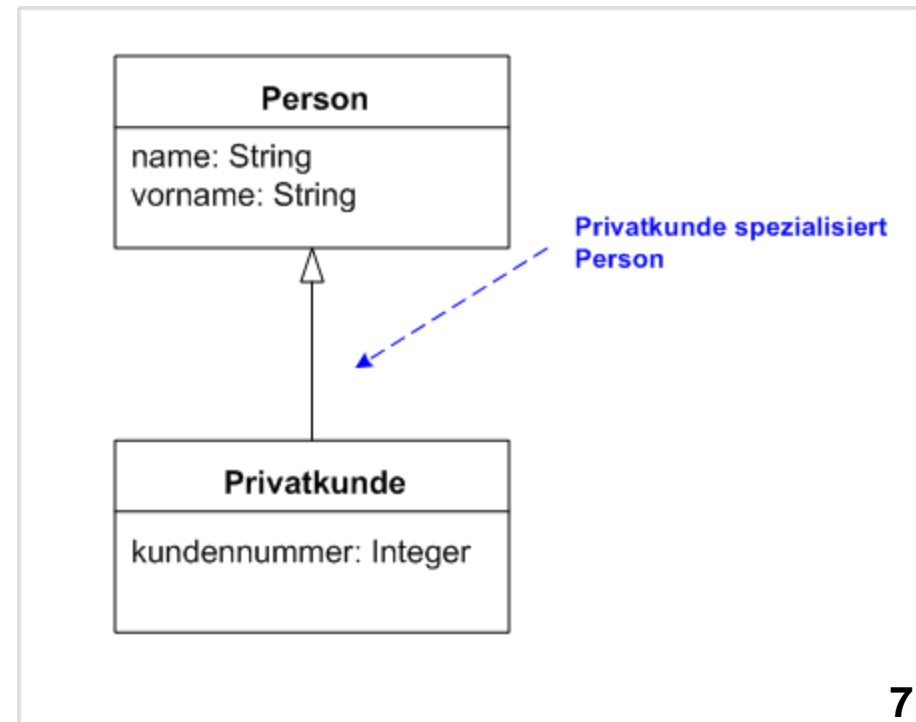 Person
name: String
vorname: String
Privatkunde spezialisiert
Person
Privatkunde
kundennummer: Integer
7